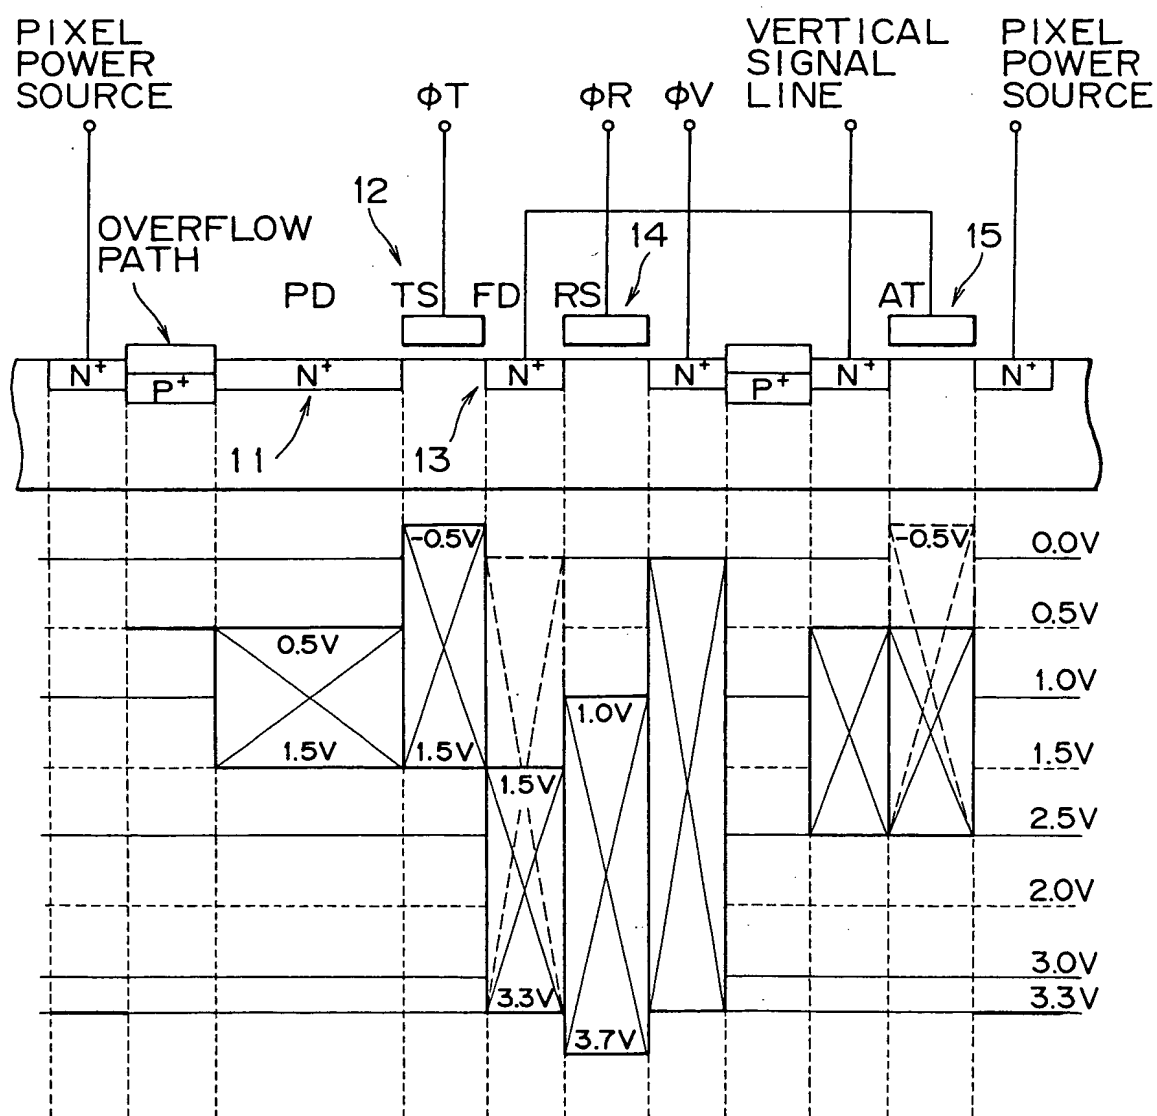 PIXEL
POWER
SOURCE
ΦT
ΦR
ΦV
VERTICAL
SIGNAL
LINE
PIXEL
POWER
SOURCE
12
OVERFLOW
PATH
14
15
PD
TS
FD
RS
AT
N+
P+
N+
N+
N+
P+
N+
N+
11
13
-0.5V
-0.5V
0.0V
0.5V
0.5V
1.0V
1.0V
1.5V
1.5V
1.5V
1.5V
2.5V
2.0V
3.0V
3.3V
3.3V
3.7V